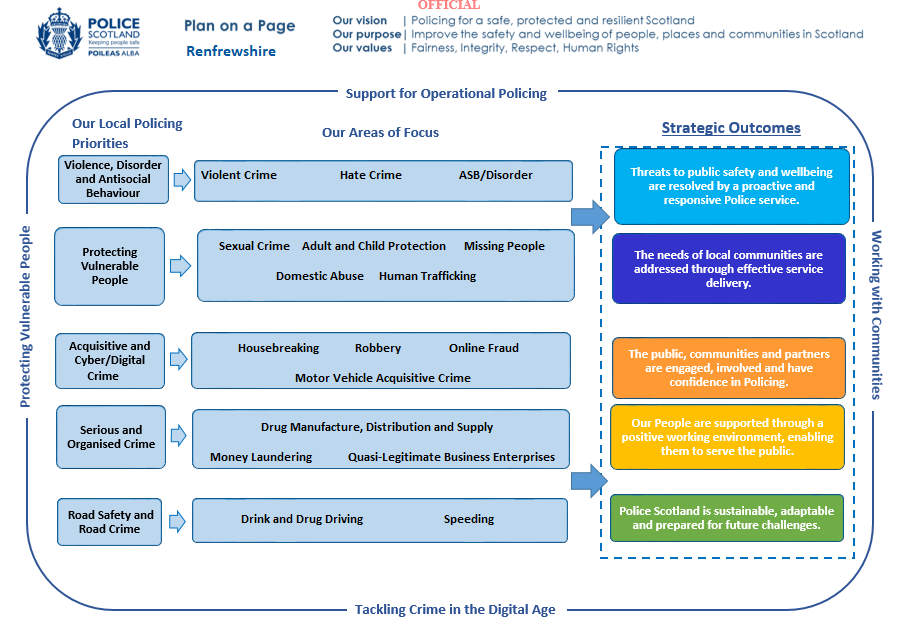 OFFICIAL
POLICE
SCOTLAND
Keeping people safe
POILEAS ALBA
Plan on a Page
Renfrewshire
Our vision | Policing for a safe, protected and resilient Scotland
Our purpose | Improve the safety and wellbeing of people, places and communities in Scotland
Our values | Fairness, Integrity, Respect, Human Rights
Support for Operational Policing
Our Local Policing
Priorities
Our Areas of Focus
Strategic Outcomes
Violence, Disorder
and Antisocial
Behaviour
Violent Crime Hate Crime ASB/Disorder
Protecting
Vulnerable
People
Sexual Crime Adult and Child Protection Missing People
Domestic Abuse Human Trafficking
Acquisitive and
Cyber/Digital
Crime
Housebreaking Robbery Online Fraud
Motor Vehicle Acquisitive Crime
Serious and
Organised Crime
Drug Manufacture, Distribution and Supply
Money Laundering Quasi-Legitimate Business Enterprises
Road Safety and
Road Crime
Drink and Drug Driving Speeding
Threats to public safety and wellbeing
are resolved by a proactive and
responsive Police service.
The needs of local communities are
addressed through effective service
delivery.
The public, communities and partners
are engaged, involved and have
confidence in Policing.
Our People are supported through a
positive working environment, enabling
them to serve the public.
Police Scotland is sustainable, adaptable
and prepared for future challenges.
Protecting Vulnerable People
Working with Communities
Tackling Crime in the Digital Age